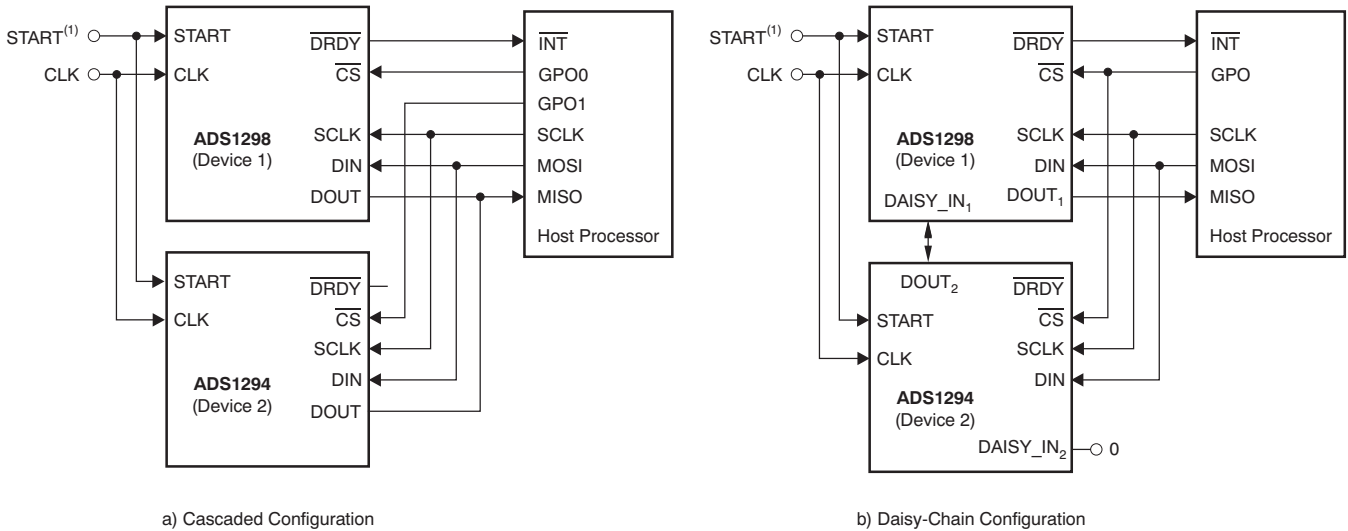 START(1)
CLK
START
CLK
ADS1298
(Device 1)
DRDY
CS
SCLK
DIN
DOUT
INT
GPO0
GPO1
SCLK
MOSI
MISO
Host Processor
START
CLK
ADS1294
(Device 2)
DRDY
CS
SCLK
DIN
DOUT
a) Cascaded Configuration
START(1)
CLK
START
CLK
ADS1298
(Device 1)
DRDY
CS
SCLK
DIN
DOUT1
DAISY_IN1
INT
GPO
SCLK
MOSI
MISO
Host Processor
DOUT2
START
CLK
ADS1294
(Device 2)
DRDY
CS
SCLK
DIN
DAISY_IN2
0
b) Daisy-Chain Configuration